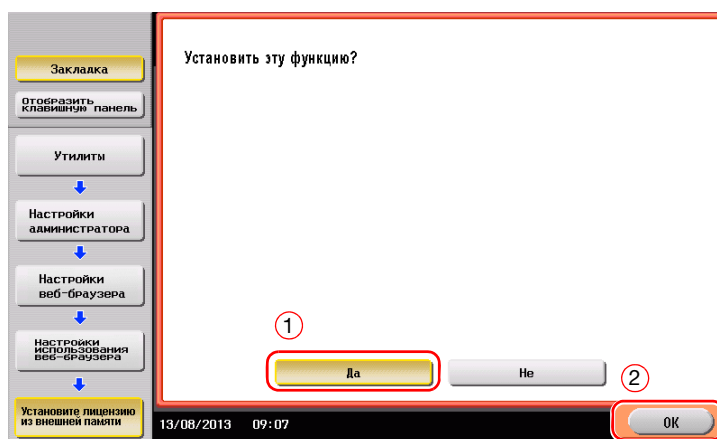 Закладка
Отобразить
клавишную панель
Утилиты
Настройки
администратора
Настройки
веб-браузера
Настройки
использования
веб-браузера
Установите лицензию
из внешней памяти
Установить эту функцию?
1
Да
Не
2
13/08/2013 09:07
OK